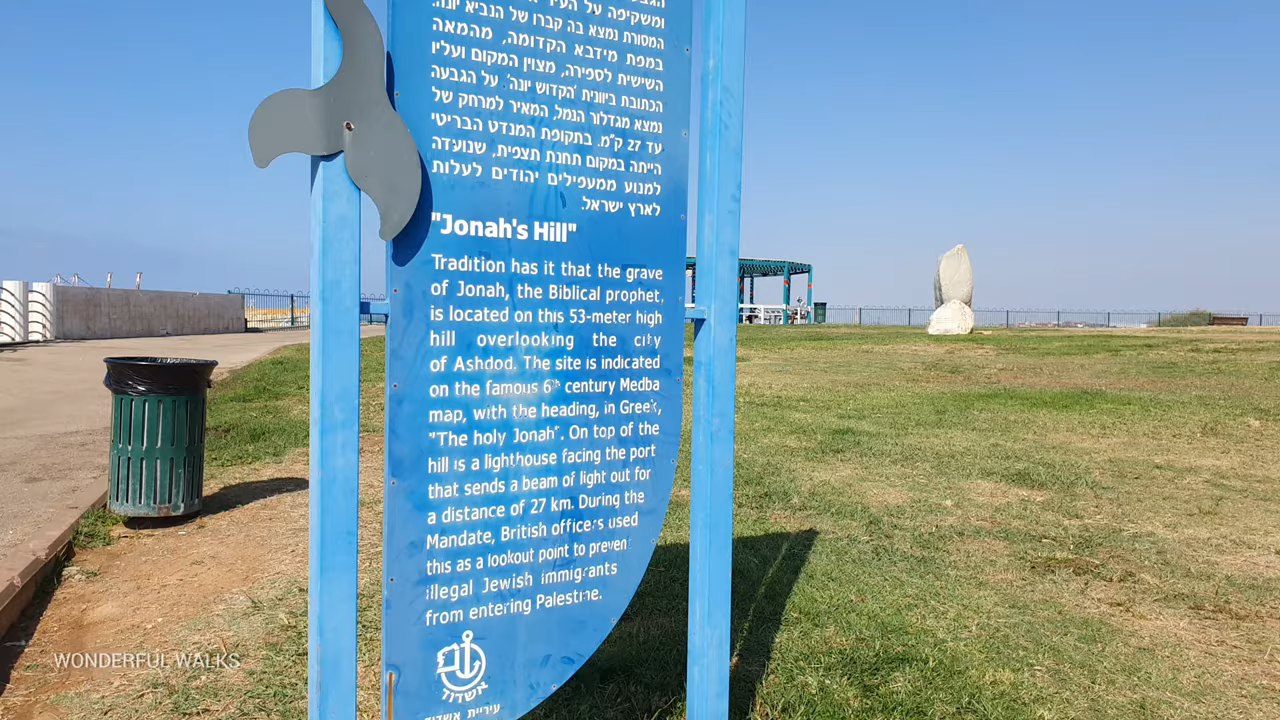 ומשקיפה על העיר
המסורת נמצא בה קברו של הנביא יונה.
במפת מידבא הקדומה, מהמאה
השישית לספירה, מצוין המקום ועליו
הכתובת ביוונית 'הקדוש יונה'. על הגבעה
נמצא מגדלור הנמל, המאיר למרחק של
עד 27 ק"מ. בתקופת המנדט הבריטי
הייתה במקום תחנת תצפית, שנועדה
למנוע ממעפילים יהודים לעלות
לארץ ישראל.
"Jonah's Hill"
Tradition has it that the grave
of Jonah, the Biblical prophet,
is located on this 53-meter high
hill overlooking the city
of Ashdod. The site is indicated
on the famous 6th century Medba
map, with the heading, in Greek,
"The holy Jonah". On top of the
hill is a lighthouse facing the port
that sends a beam of light out for
a distance of 27 km. During the
Mandate, British officers used
this as a lookout point to prevent
illegal Jewish immigrants
from entering Palestine.
אשדוד
עיריית אשדוד
WONDERFUL WALKS